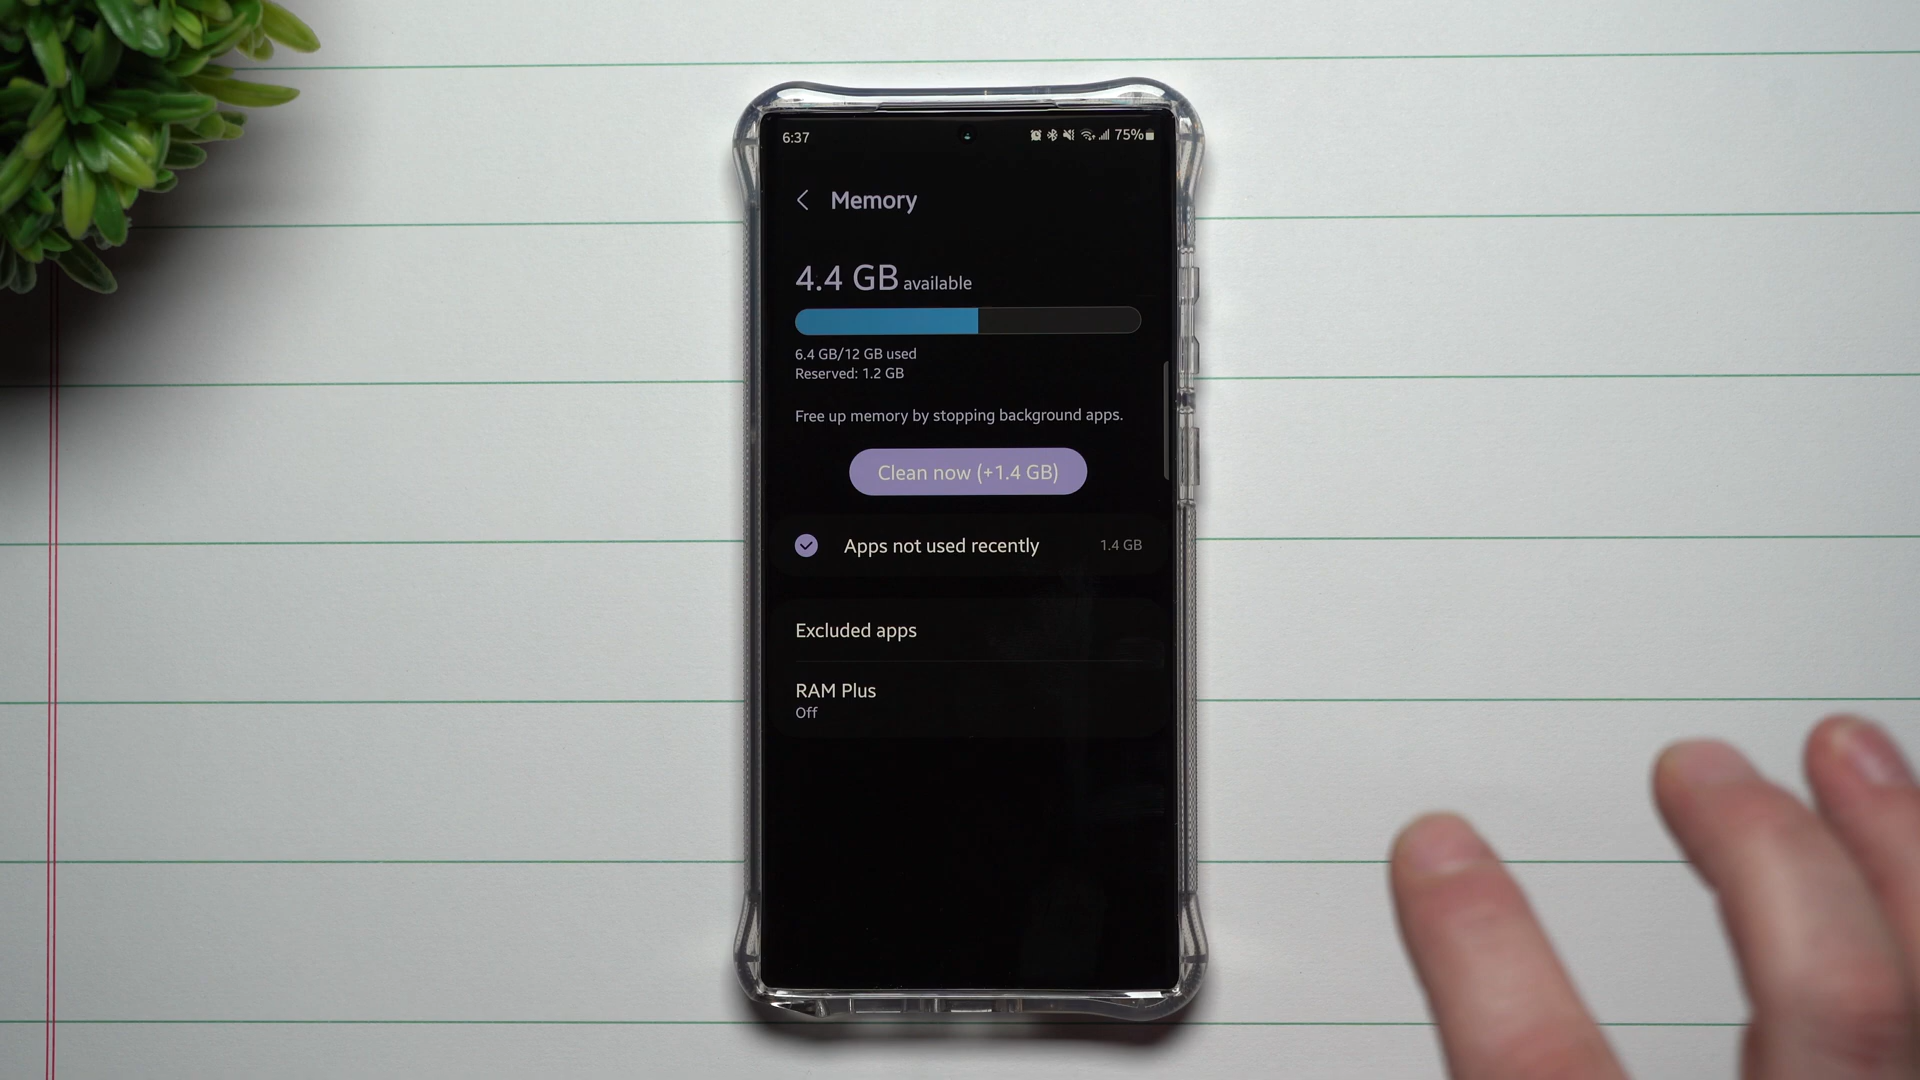 6:37
75%
Memory
4.4 GB available
6.4 GB/12 GB used
Reserved: 1.2 GB
Free up memory by stopping background apps.
Clean now (+1.4 GB)
Apps not used recently 1.4 GB
Excluded apps
RAM Plus
Off